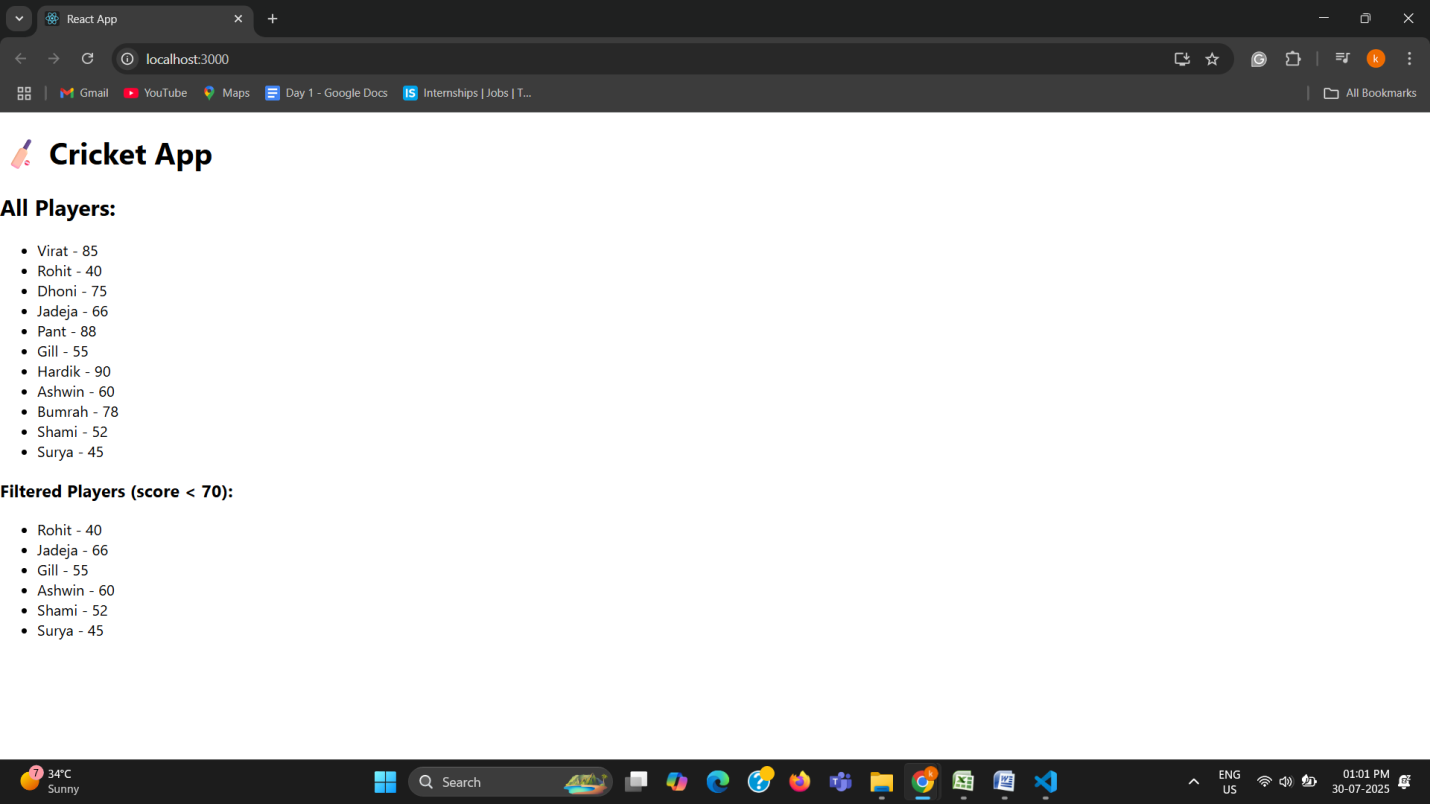 React App
localhost:3000
k
Gmail
YouTube
Maps
Day 1 - Google Docs
IS
Internships | Jobs | T...
All Bookmarks
🏏 Cricket App
All Players:
• Virat - 85
• Rohit - 40
• Dhoni - 75
• Jadeja - 66
• Pant - 88
• Gill - 55
• Hardik - 90
• Ashwin - 60
• Bumrah - 78
• Shami - 52
• Surya - 45
Filtered Players (score < 70):
• Rohit - 40
• Jadeja - 66
• Gill - 55
• Ashwin - 60
• Shami - 52
• Surya - 45
7
34°C
Sunny
Search
k
ENG
US
01:01 PM
30-07-2025